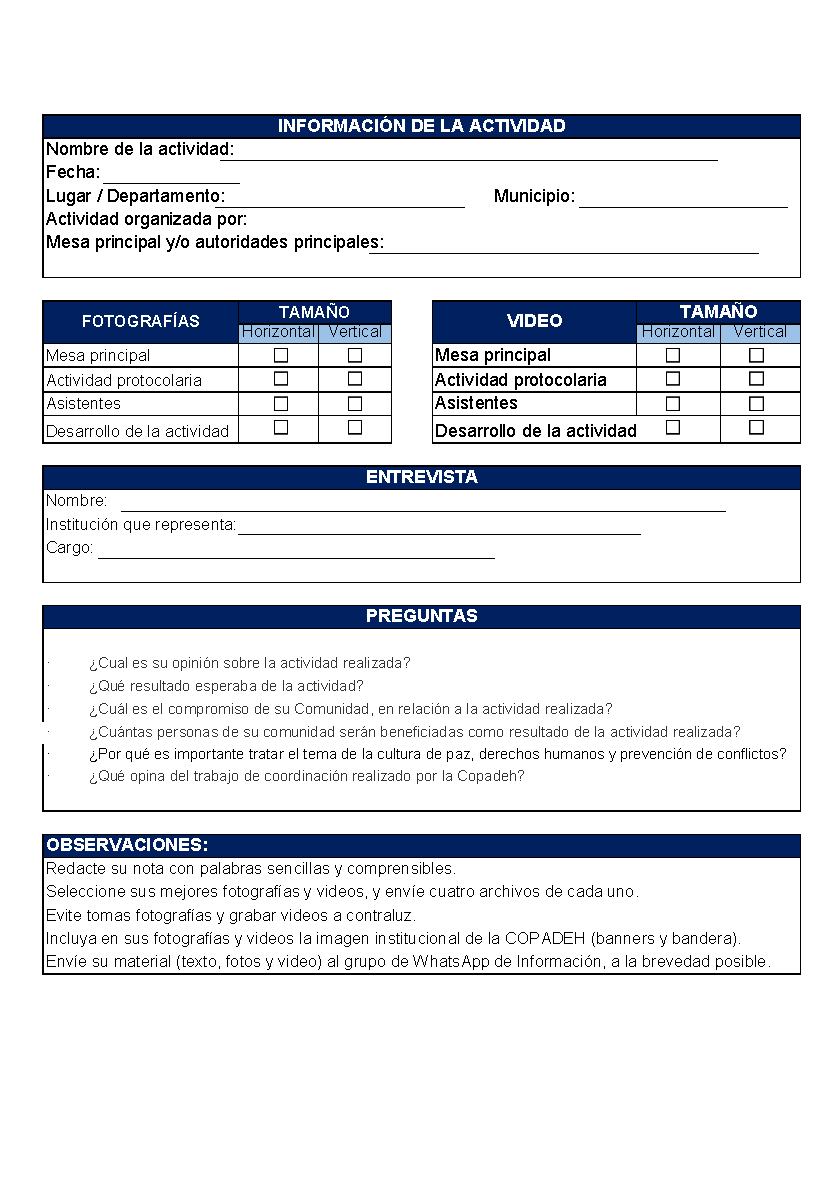 INFORMACIÓN DE LA ACTIVIDAD
Nombre de la actividad:
Fecha:
Lugar / Departamento: Municipio:
Actividad organizada por:
Mesa principal y/o autoridades principales:
FOTOGRAFÍAS TAMAÑO
Horizontal Vertical
Mesa principal ☐ ☐
Actividad protocolaria ☐ ☐
Asistentes ☐ ☐
Desarrollo de la actividad ☐ ☐
VIDEO TAMAÑO
Horizontal Vertical
Mesa principal ☐ ☐
Actividad protocolaria ☐ ☐
Asistentes ☐ ☐
Desarrollo de la actividad ☐ ☐
ENTREVISTA
Nombre:
Institución que representa:
Cargo:
PREGUNTAS
· ¿Cual es su opinión sobre la actividad realizada?
· ¿Qué resultado esperaba de la actividad?
· ¿Cuál es el compromiso de su Comunidad, en relación a la actividad realizada?
· ¿Cuántas personas de su comunidad serán beneficiadas como resultado de la actividad realizada?
· ¿Por qué es importante tratar el tema de la cultura de paz, derechos humanos y prevención de conflictos?
· ¿Qué opina del trabajo de coordinación realizado por la Copadeh?
OBSERVACIONES:
Redacte su nota con palabras sencillas y comprensibles.
Seleccione sus mejores fotografías y videos, y envíe cuatro archivos de cada uno.
Evite tomas fotografías y grabar videos a contraluz.
Incluya en sus fotografías y videos la imagen institucional de la COPADEH (banners y bandera).
Envíe su material (texto, fotos y video) al grupo de WhatsApp de Información, a la brevedad posible.